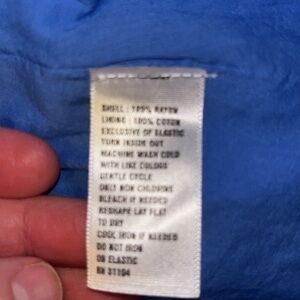 SHELL : 100% RAYON
LINING : 100% COTTON
EXCLUSIVE OF ELASTIC
TURN INSIDE OUT
MACHINE WASH COLD
WITH LIKE COLORS
GENTLE CYCLE
ONLY NON CHLORINE
BLEACH IF NEEDED
RESHAPE LAY FLAT
TO DRY
COOL IRON IF NEEDED
DO NOT IRON
ON ELASTIC
RN 31104